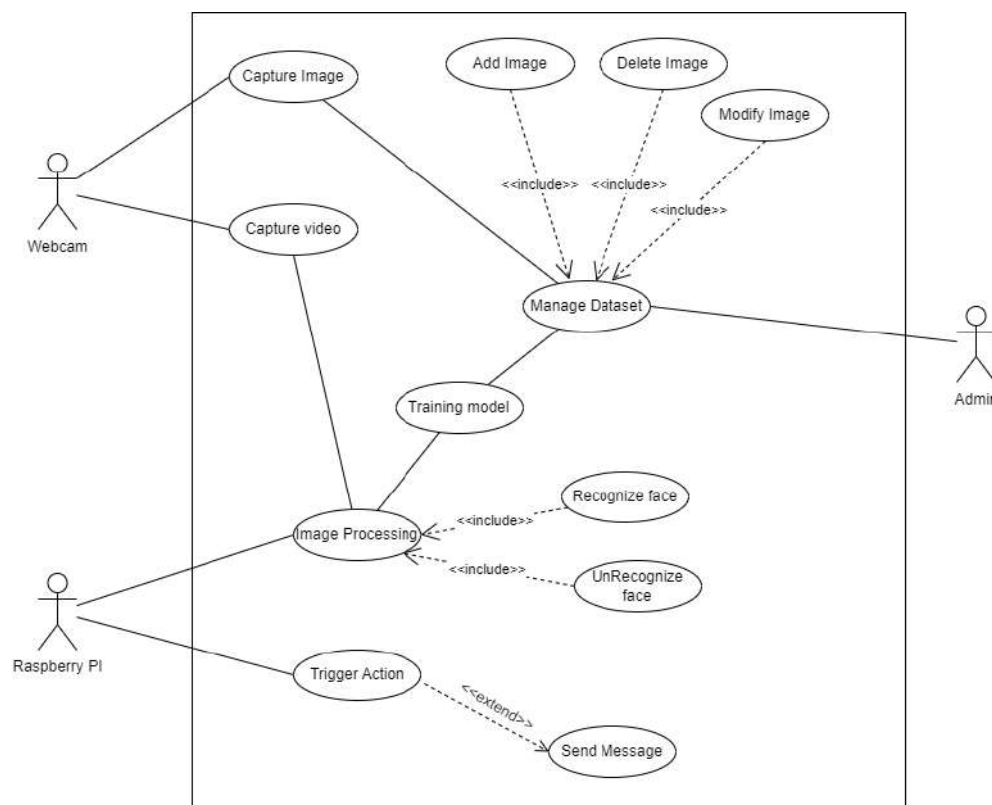 Capture Image
Add Image
Delete Image
Modify Image
<<include>>
<<include>>
<<include>>
Webcam
Capture video
Manage Dataset
Admin
Training model
Recognize face
<<include>>
Image Processing
<<include>>
UnRecognize
face
Raspberry PI
Trigger Action
<<extend>>
Send Message